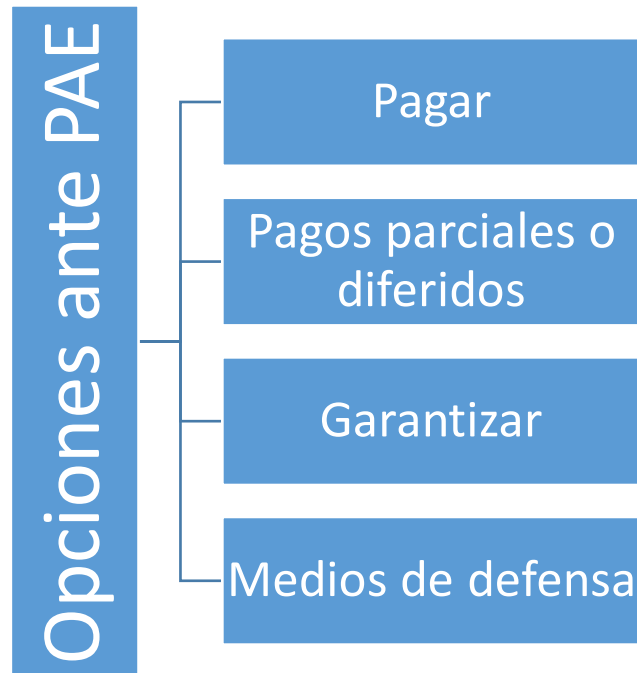 Opciones ante PAE
Pagar
Pagos parciales o
diferidos
Garantizar
Medios de defensa